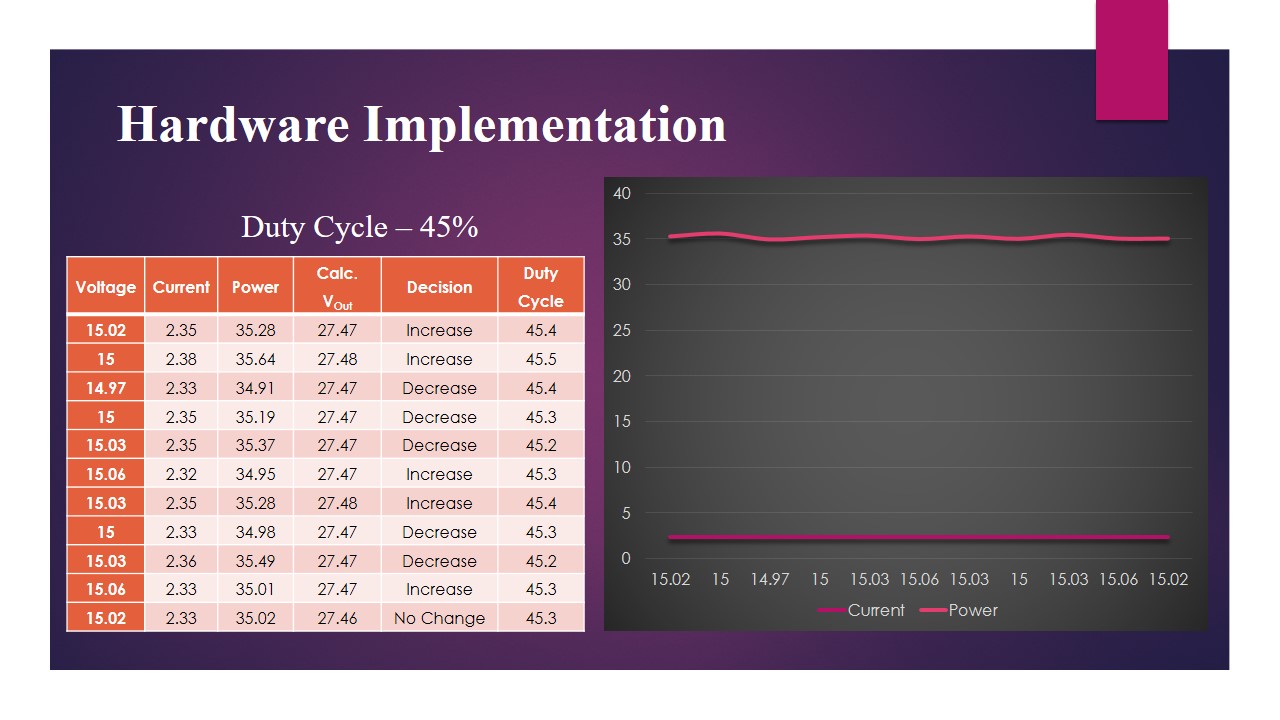 Hardware Implementation
Duty Cycle – 45%
Voltage Current Power Calc. VOut Decision Duty Cycle
15.02 2.35 35.28 27.47 Increase 45.4
15 2.38 35.64 27.48 Increase 45.5
14.97 2.33 34.91 27.47 Decrease 45.4
15 2.35 35.19 27.47 Decrease 45.3
15.03 2.35 35.37 27.47 Decrease 45.2
15.06 2.32 34.95 27.47 Increase 45.3
15.03 2.35 35.28 27.48 Increase 45.4
15 2.33 34.98 27.47 Decrease 45.3
15.03 2.36 35.49 27.47 Decrease 45.2
15.06 2.33 35.01 27.47 Increase 45.3
15.02 2.33 35.02 27.46 No Change 45.3
40
35
30
25
20
15
10
5
0
15.02 15 14.97 15 15.03 15.06 15.03 15 15.03 15.06 15.02
Current Power